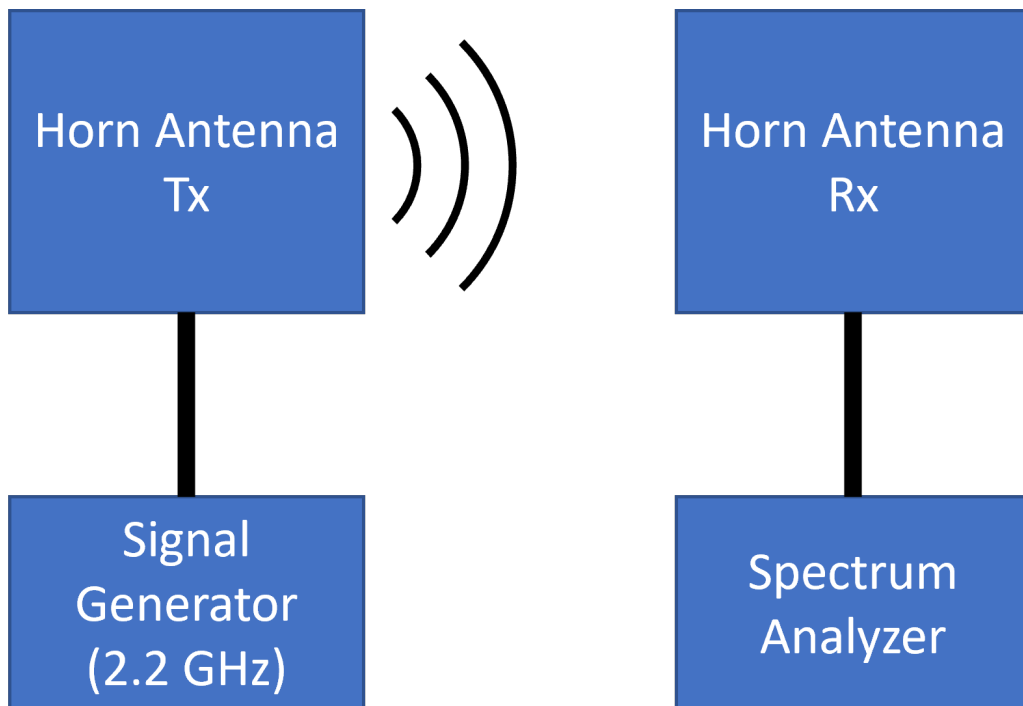 Horn Antenna
Tx
Horn Antenna
Rx
Signal
Generator
(2.2 GHz)
Spectrum
Analyzer